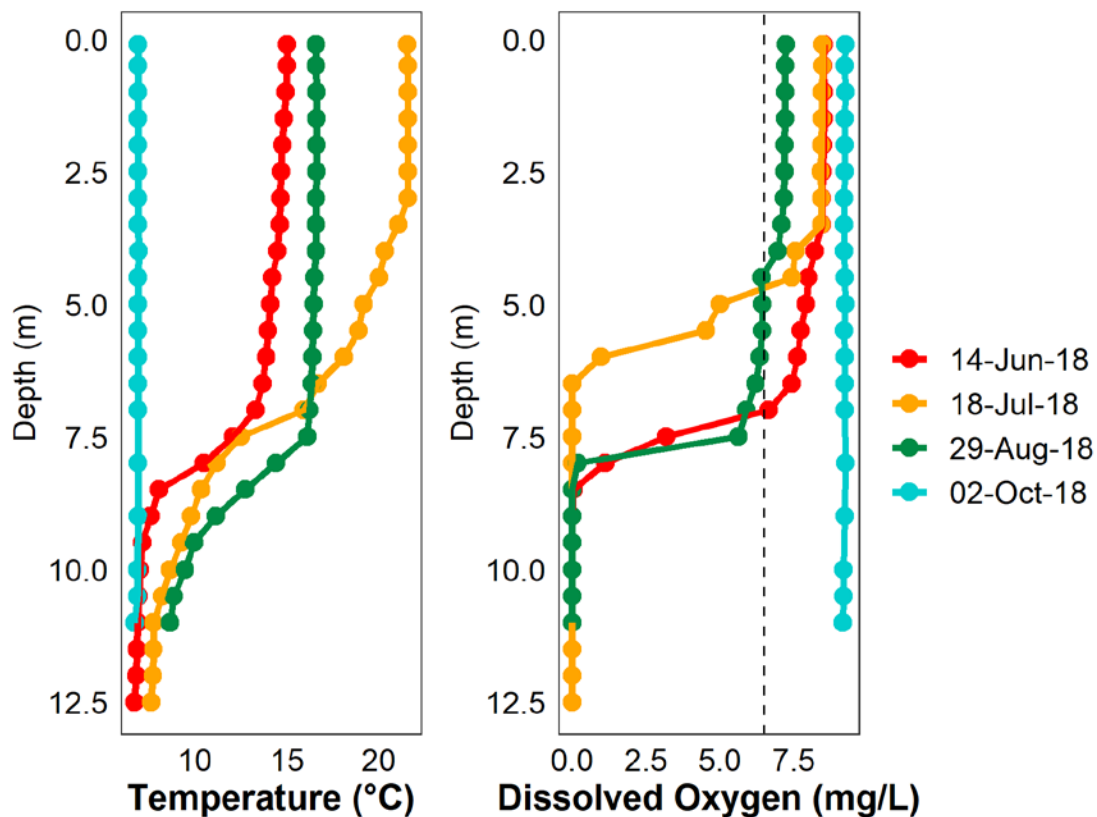 0.0
2.5
5.0
7.5
10.0
12.5
Depth (m)
10 15 20
Temperature (°C)
0.0
2.5
5.0
7.5
10.0
12.5
Depth (m)
0.0 2.5 5.0 7.5
Dissolved Oxygen (mg/L)
14-Jun-18
18-Jul-18
29-Aug-18
02-Oct-18